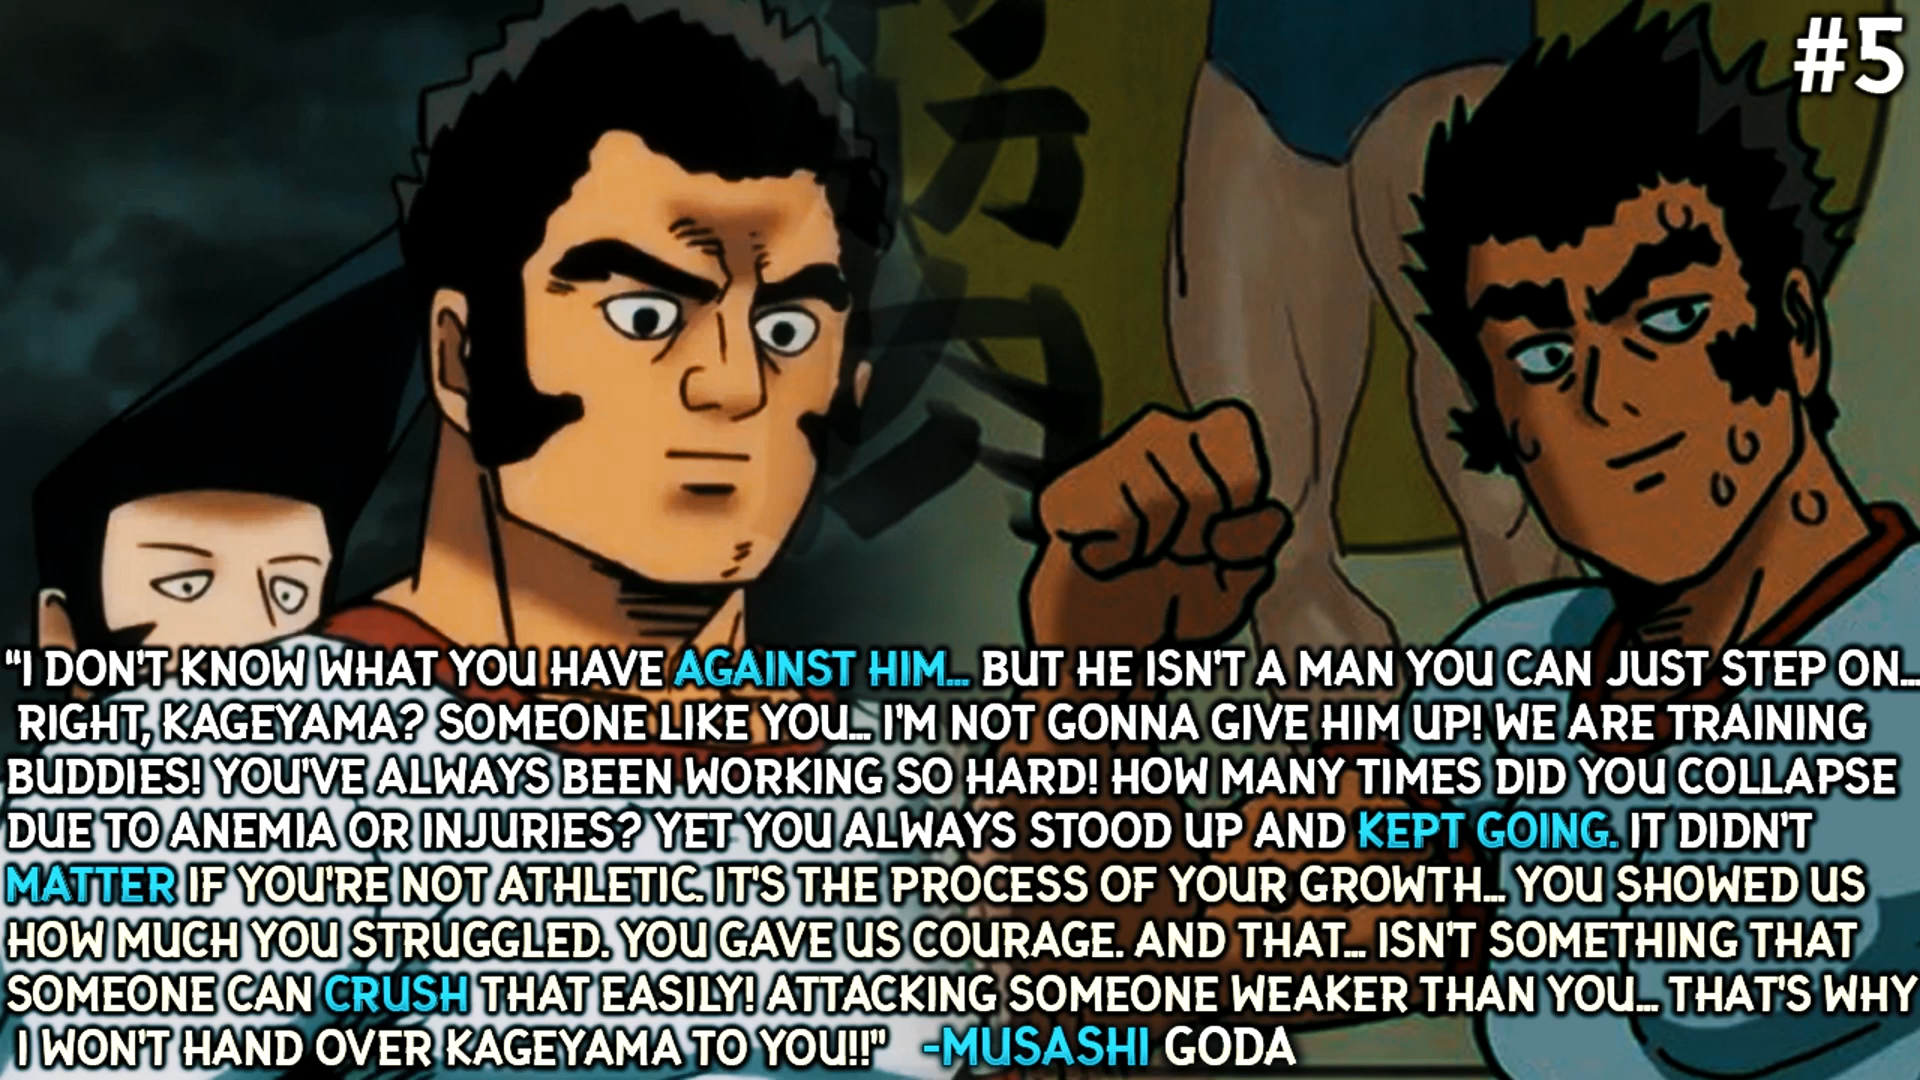 #5
"I DON'T KNOW WHAT YOU HAVE AGAINST HIM... BUT HE ISN'T A MAN YOU CAN JUST STEP ON...
RIGHT, KAGEYAMA? SOMEONE LIKE YOU... I'M NOT GONNA GIVE HIM UP! WE ARE TRAINING
BUDDIES! YOU'VE ALWAYS BEEN WORKING SO HARD! HOW MANY TIMES DID YOU COLLAPSE
DUE TO ANEMIA OR INJURIES? YET YOU ALWAYS STOOD UP AND KEPT GOING. IT DIDN'T
MATTER IF YOU'RE NOT ATHLETIC. IT'S THE PROCESS OF YOUR GROWTH... YOU SHOWED US
HOW MUCH YOU STRUGGLED. YOU GAVE US COURAGE. AND THAT... ISN'T SOMETHING THAT
SOMEONE CAN CRUSH THAT EASILY! ATTACKING SOMEONE WEAKER THAN YOU... THAT'S WHY
I WON'T HAND OVER KAGEYAMA TO YOU!!" -MUSASHI GODA